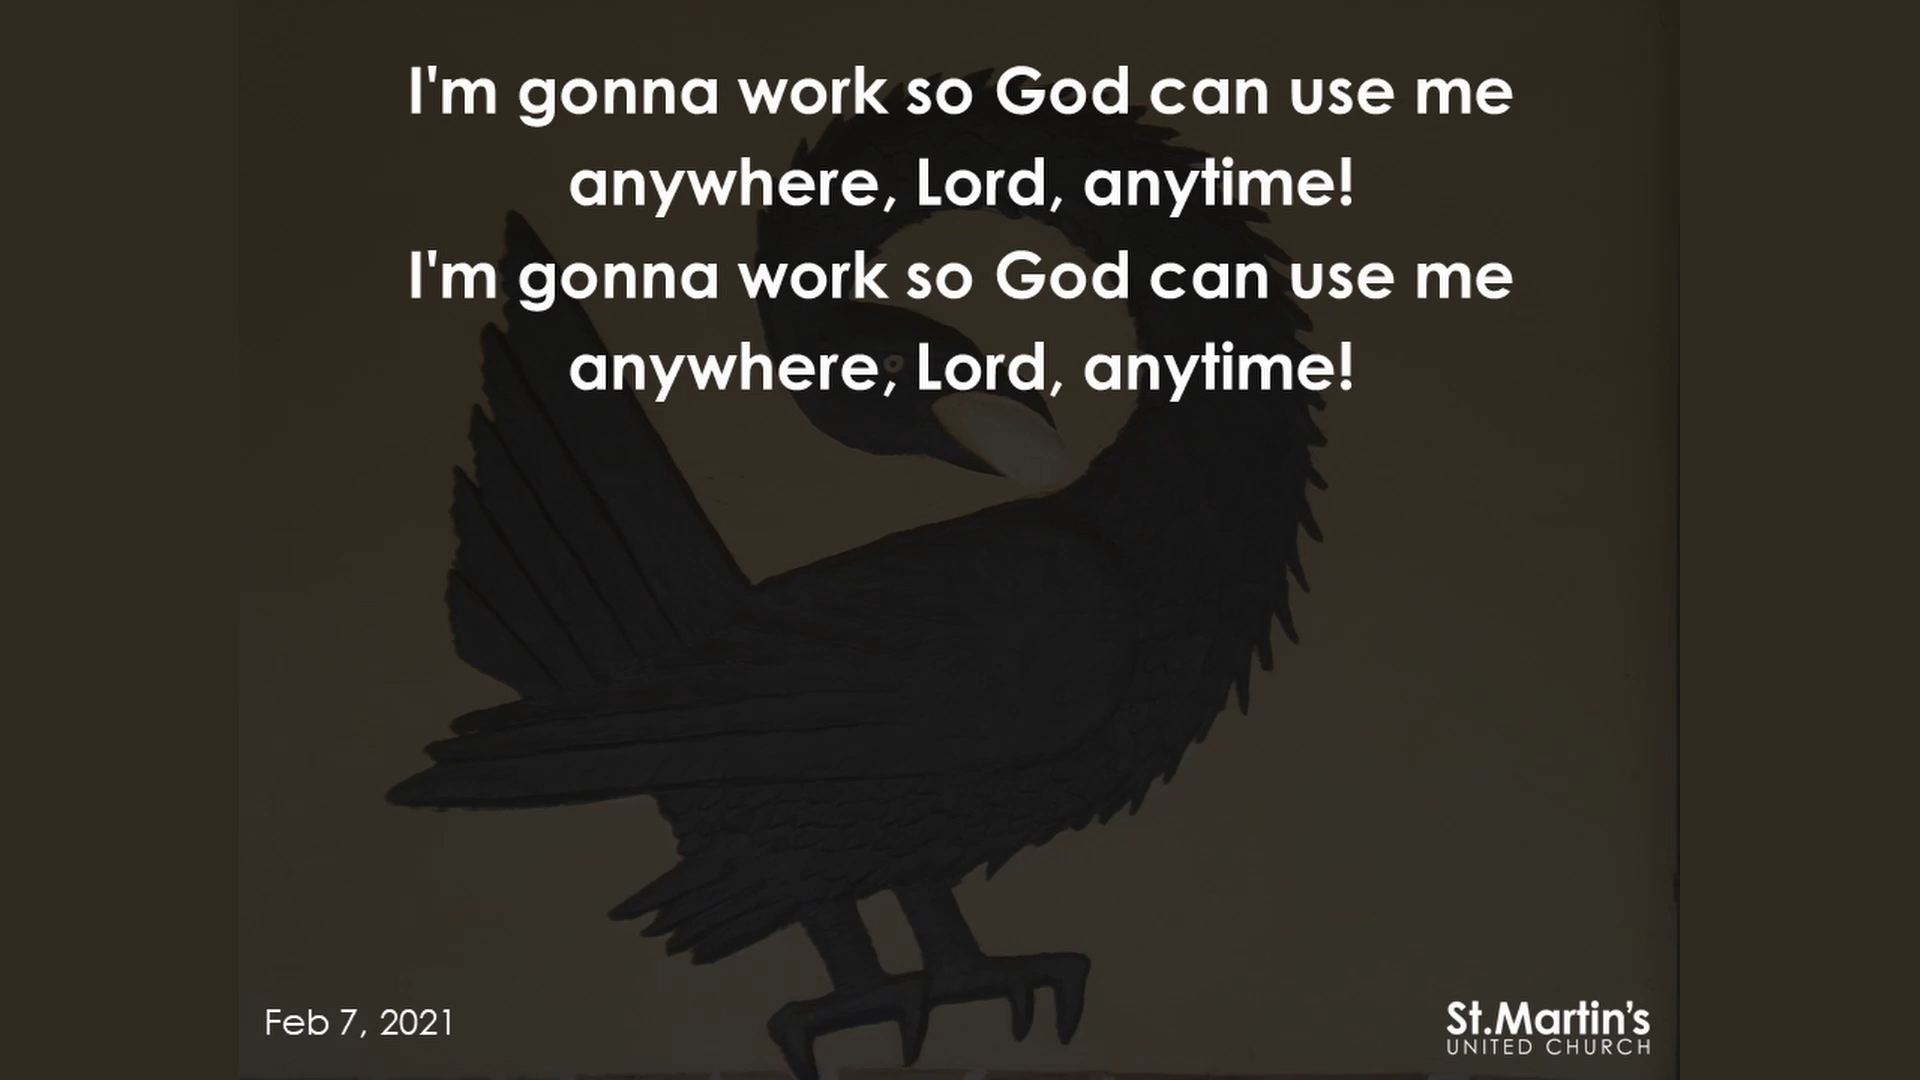 I'm gonna work so God can use me
anywhere, Lord, anytime!
I'm gonna work so God can use me
anywhere, Lord, anytime!
Feb 7, 2021
St.Martin's
UNITED CHURCH